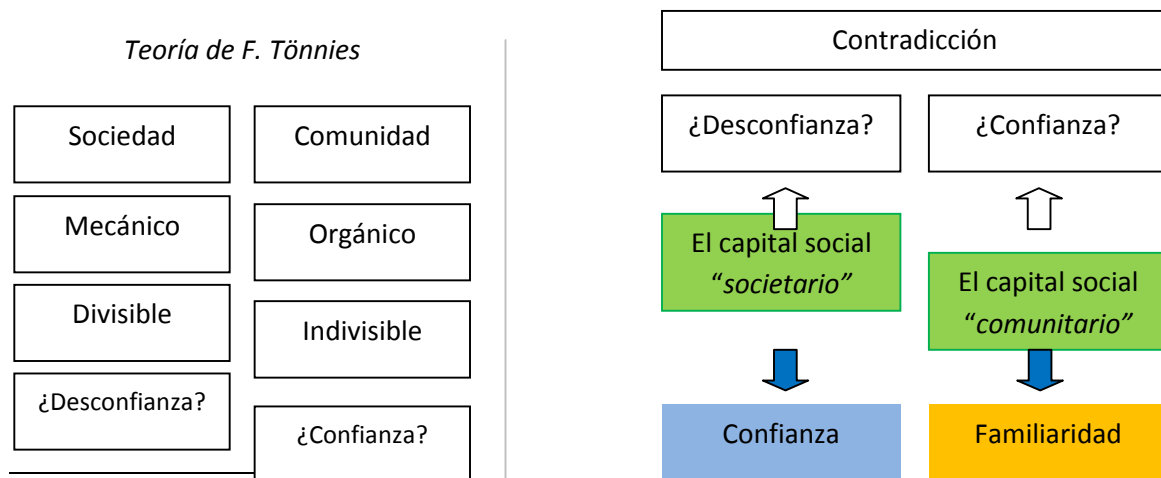 Teoría de F. Tönnies
Sociedad
Comunidad
Mecánico
Orgánico
Divisible
Indivisible
¿Desconfianza?
¿Confianza?
Contradicción
¿Desconfianza?
¿Confianza?
El capital social
“societario”
El capital social
“comunitario”
Confianza
Familiaridad